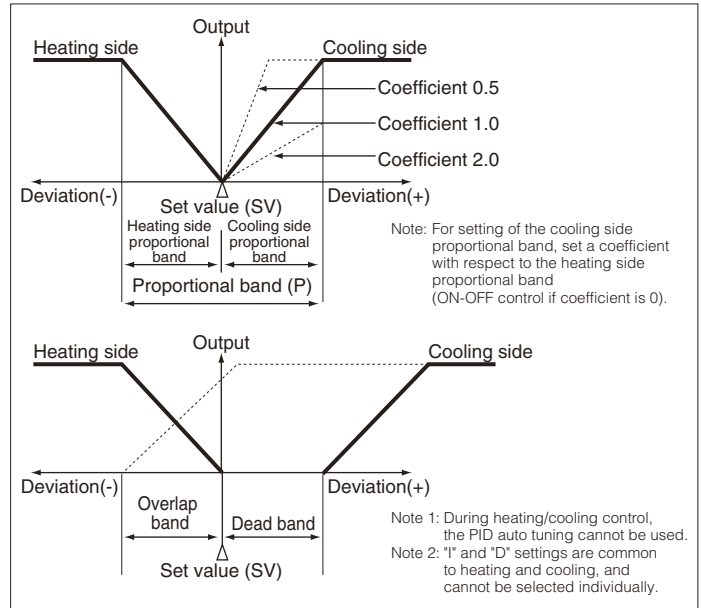 Output
Heating side
Cooling side
Coefficient 0.5
Coefficient 1.0
Coefficient 2.0
Deviation(-)
Deviation(+)
Set value (SV)
Heating side
proportional
band
Cooling side
proportional
band
Proportional band (P)
Note: For setting of the cooling side
proportional band, set a coefficient
with respect to the heating side
proportional band
(ON-OFF control if coefficient is 0).
Output
Heating side
Cooling side
Deviation(-)
Deviation(+)
Overlap
band
Dead band
Set value (SV)
Note 1: During heating/cooling control,
the PID auto tuning cannot be used.
Note 2: "I" and "D" settings are common
to heating and cooling, and
cannot be selected individually.